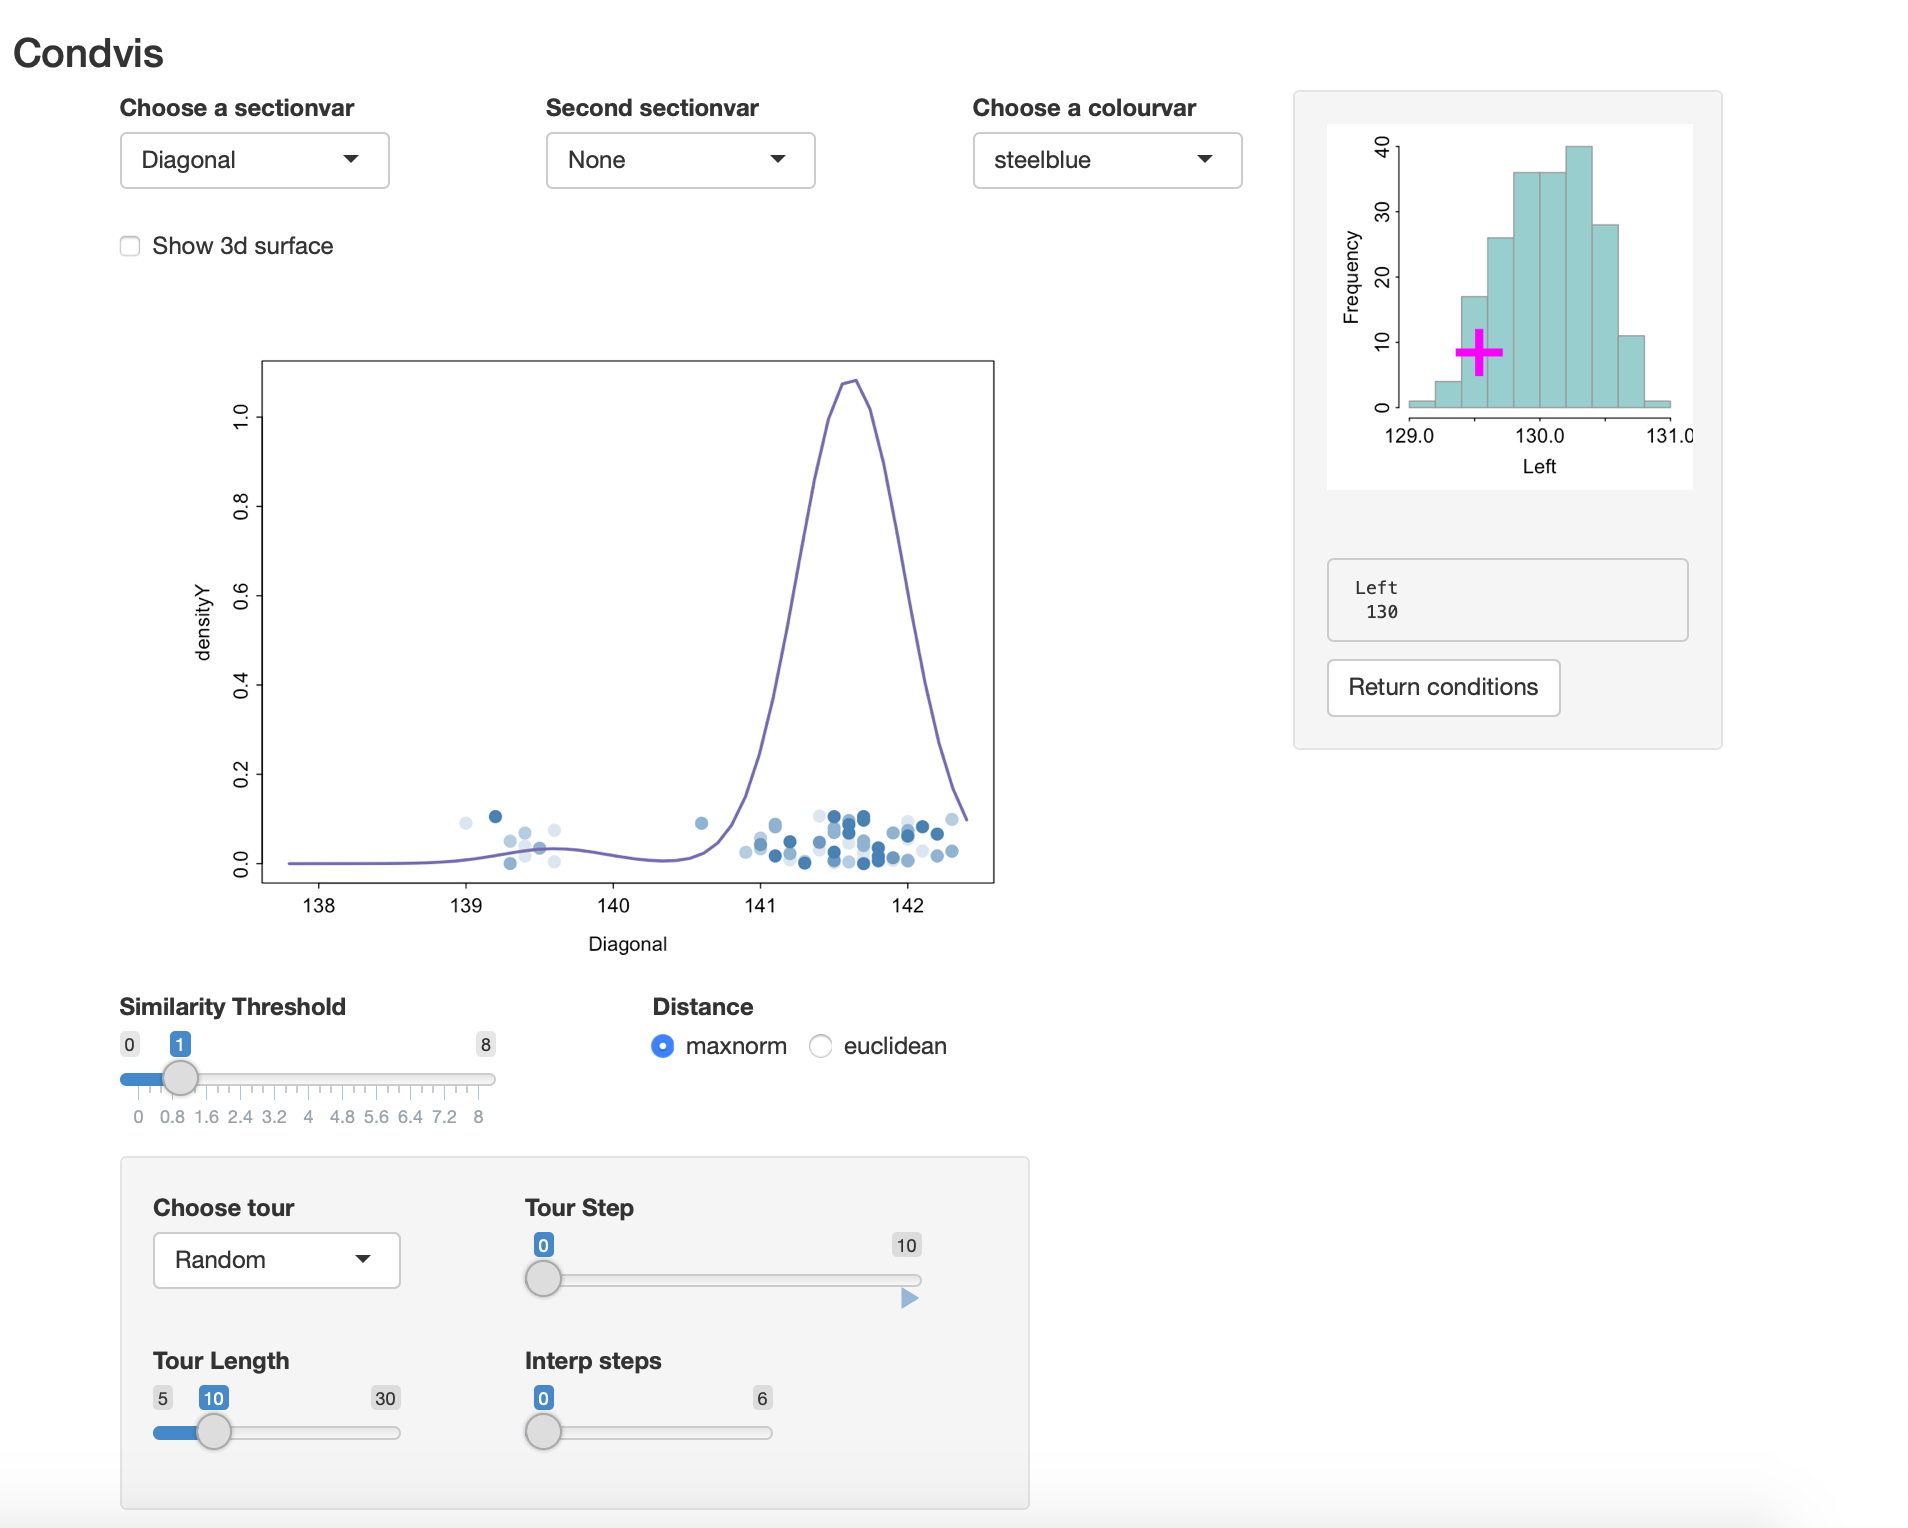 Condvis
Choose a sectionvar
Second sectionvar
Choose a colourvar
Diagonal
None
steelblue
Show 3d surface
1.0
0.8
0.6
0.4
0.2
0.0
densityY
138 139 140 141 142
Diagonal
40
30
20
10
0
Frequency
129.0 130.0 131.0
Left
Left
130
Return conditions
Similarity Threshold
0 1 8
0 0.8 1.6 2.4 3.2 4 4.8 5.6 6.4 7.2 8
Distance
maxnorm euclidean
Choose tour
Random
Tour Step
0 10
Tour Length
5 10 30
Interp steps
0 6